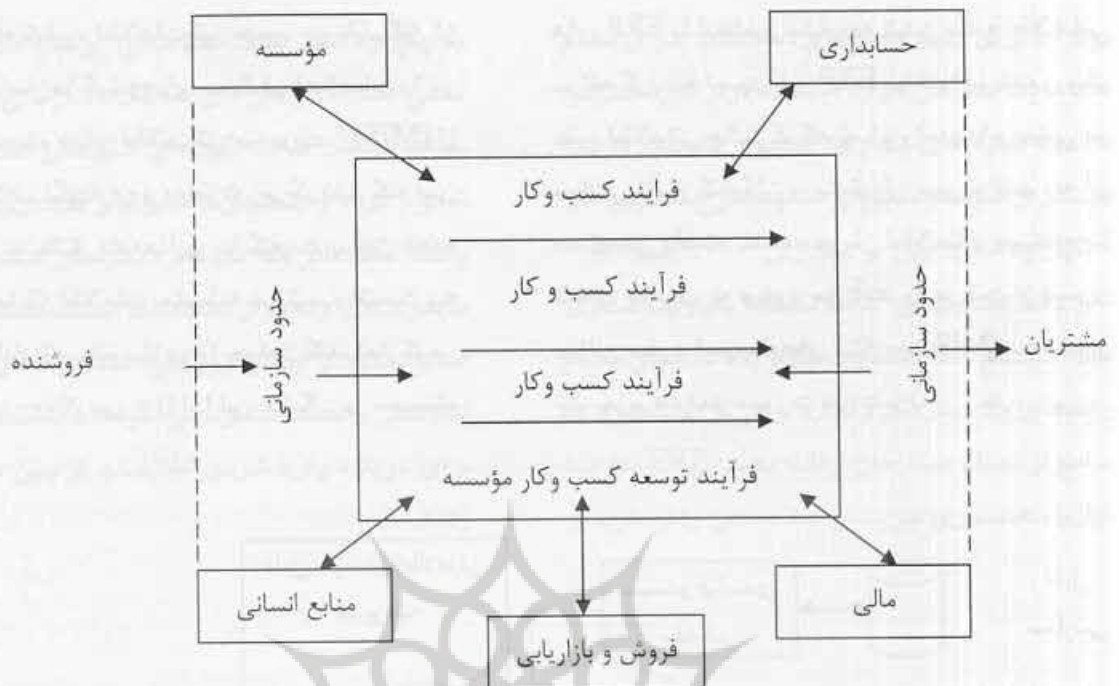 حسابداری
مؤسسه
فرآیند کسب وکار
فرآیند کسب و کار
فرآیند کسب وکار
فرآیند توسعه کسب وکار مؤسسه
حدود سازمانی
حدود سازمانی
مشتریان
فروشنده
مالی
منابع انسانی
فروش و بازاریابی